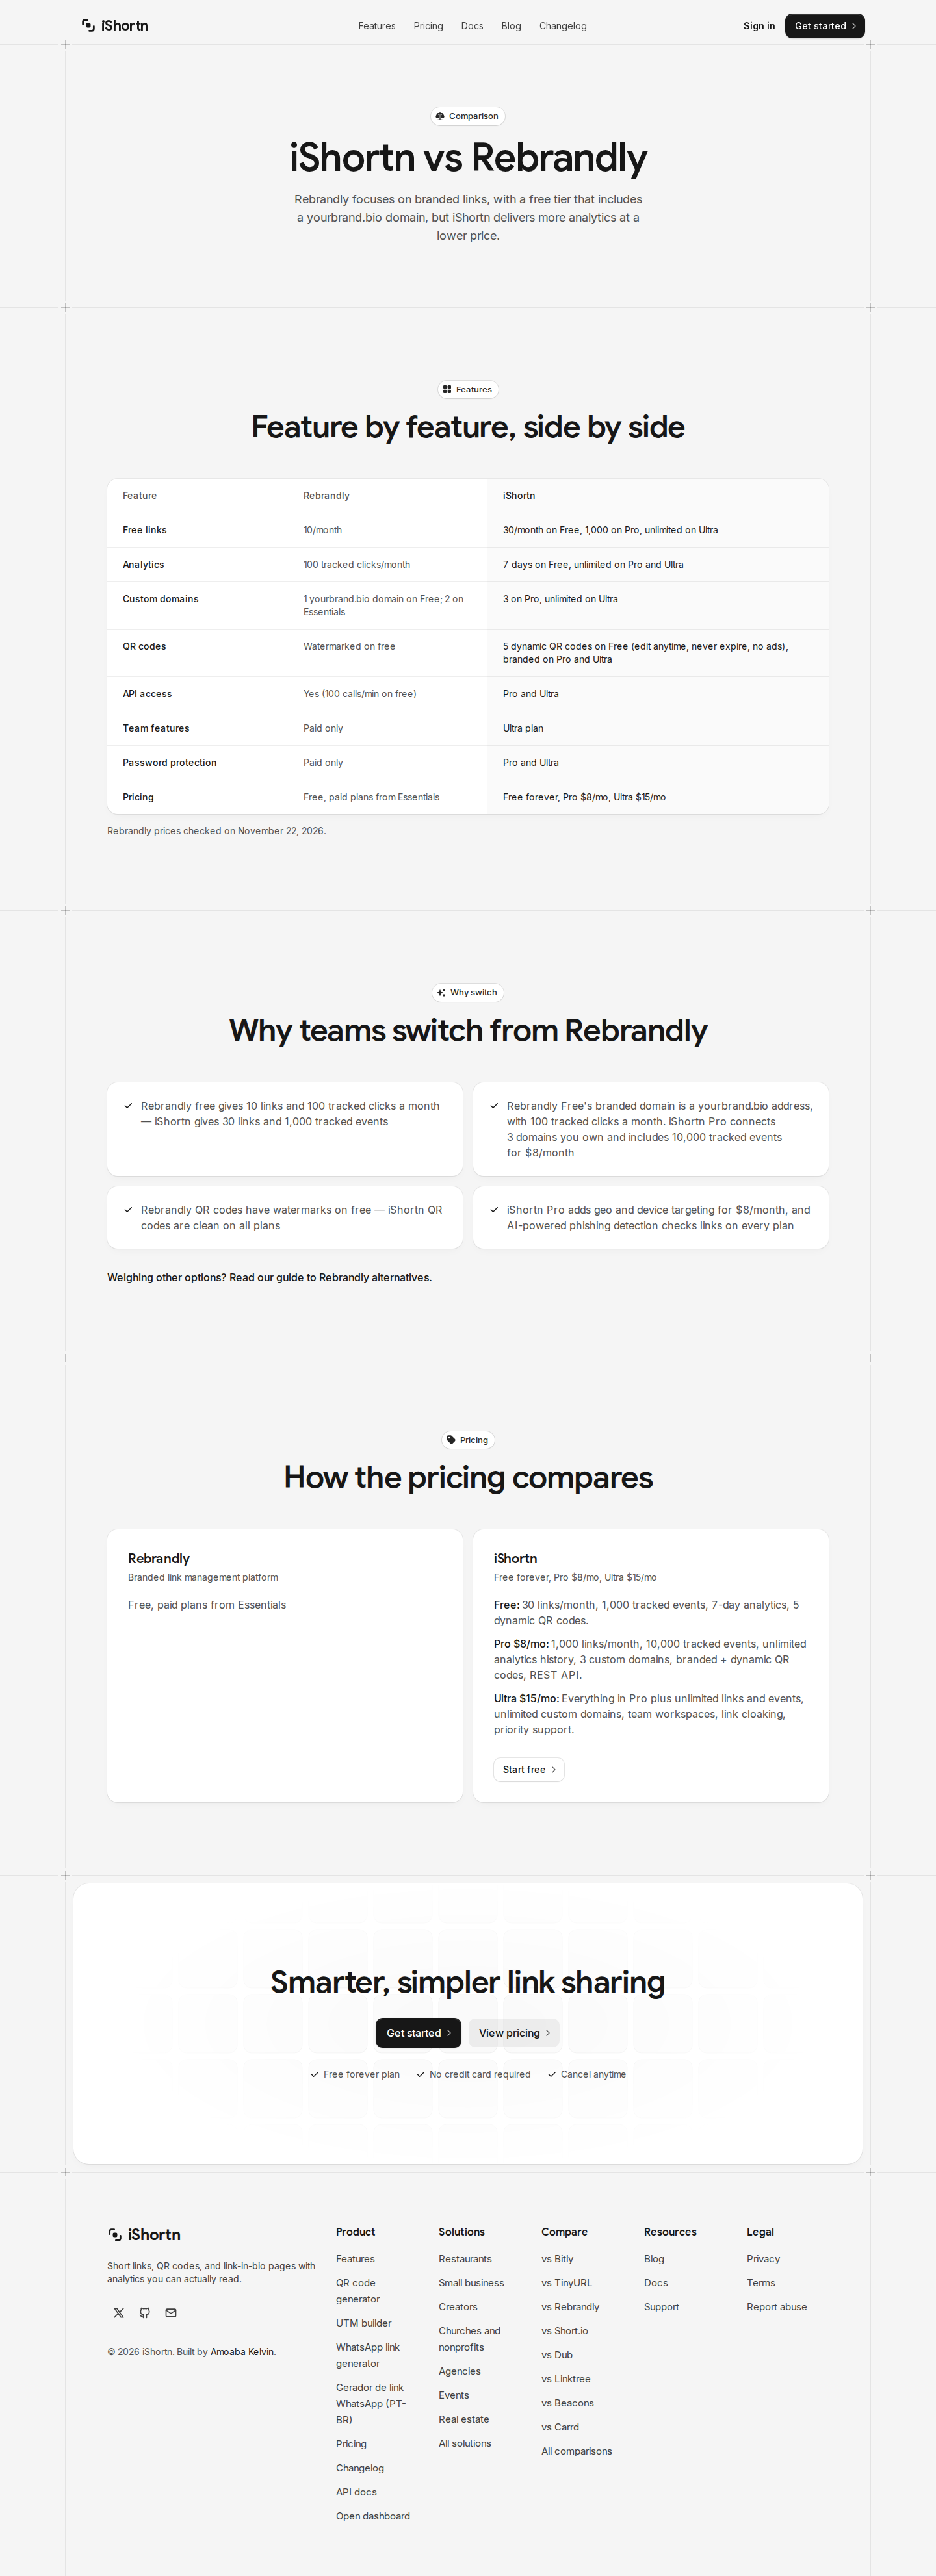 iShortn
Features
Pricing
Docs
Blog
Changelog
Sign in
Get started
Comparison
iShortn vs Rebrandly
Rebrandly focuses on branded links, with a free tier that includes
a yourbrand.bio domain, but iShortn delivers more analytics at a
lower price.
Features
Feature by feature, side by side
Feature
Rebrandly
iShortn
Free links
10/month
30/month on Free, 1,000 on Pro, unlimited on Ultra
Analytics
100 tracked clicks/month
7 days on Free, unlimited on Pro and Ultra
Custom domains
1 yourbrand.bio domain on Free; 2 on
Essentials
3 on Pro, unlimited on Ultra
QR codes
Watermarked on free
5 dynamic QR codes on Free (edit anytime, never expire, no ads),
branded on Pro and Ultra
API access
Yes (100 calls/min on free)
Pro and Ultra
Team features
Paid only
Ultra plan
Password protection
Paid only
Pro and Ultra
Pricing
Free, paid plans from Essentials
Free forever, Pro $8/mo, Ultra $15/mo
Rebrandly prices checked on November 22, 2026.
Why switch
Why teams switch from Rebrandly
Rebrandly free gives 10 links and 100 tracked clicks a month
— iShortn gives 30 links and 1,000 tracked events
Rebrandly Free's branded domain is a yourbrand.bio address,
with 100 tracked clicks a month. iShortn Pro connects
3 domains you own and includes 10,000 tracked events
for $8/month
Rebrandly QR codes have watermarks on free — iShortn QR
codes are clean on all plans
iShortn Pro adds geo and device targeting for $8/month, and
AI-powered phishing detection checks links on every plan
Weighing other options? Read our guide to Rebrandly alternatives.
Pricing
How the pricing compares
Rebrandly
Branded link management platform
Free, paid plans from Essentials
iShortn
Free forever, Pro $8/mo, Ultra $15/mo
Free: 30 links/month, 1,000 tracked events, 7-day analytics, 5
dynamic QR codes.
Pro $8/mo: 1,000 links/month, 10,000 tracked events, unlimited
analytics history, 3 custom domains, branded + dynamic QR
codes, REST API.
Ultra $15/mo: Everything in Pro plus unlimited links and events,
unlimited custom domains, team workspaces, link cloaking,
priority support.
Start free
Smarter, simpler link sharing
Get started
View pricing
Free forever plan
No credit card required
Cancel anytime
iShortn
Short links, QR codes, and link-in-bio pages with
analytics you can actually read.
© 2026 iShortn. Built by Amoaba Kelvin.
Product
Features
QR code
generator
UTM builder
WhatsApp link
generator
Gerador de link
WhatsApp (PT-
BR)
Pricing
Changelog
API docs
Open dashboard
Solutions
Restaurants
Small business
Creators
Churches and
nonprofits
Agencies
Events
Real estate
All solutions
Compare
vs Bitly
vs TinyURL
vs Rebrandly
vs Short.io
vs Dub
vs Linktree
vs Beacons
vs Carrd
All comparisons
Resources
Blog
Docs
Support
Legal
Privacy
Terms
Report abuse